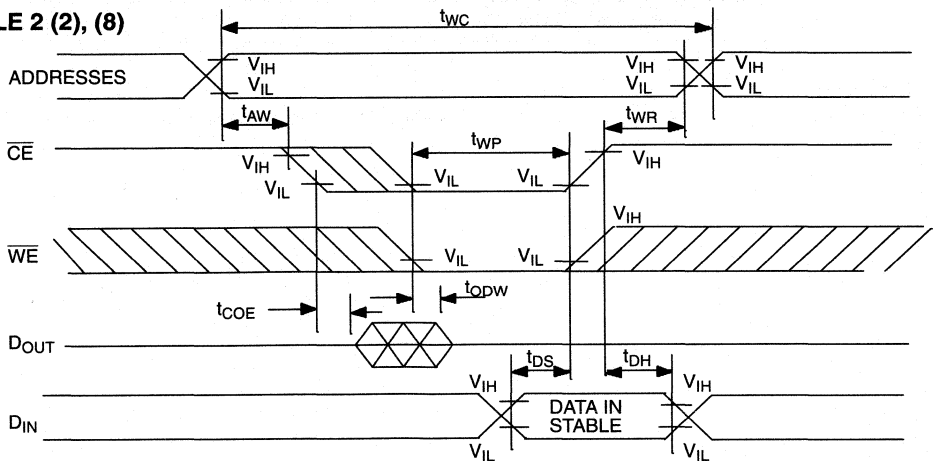 LE 2 (2), (8)
tWC
ADDRESSES
VIH
VIL
VIH
VIL
VIH
VIL
tAW
tWR
CE
VIH
VIL
tWP
VIL
VIL
VIH
WE
VIL
VIL
VIH
tCOE
tODW
DOUT
tDS
tDH
DIN
VIH
VIL
DATA IN
STABLE
VIH
VIL